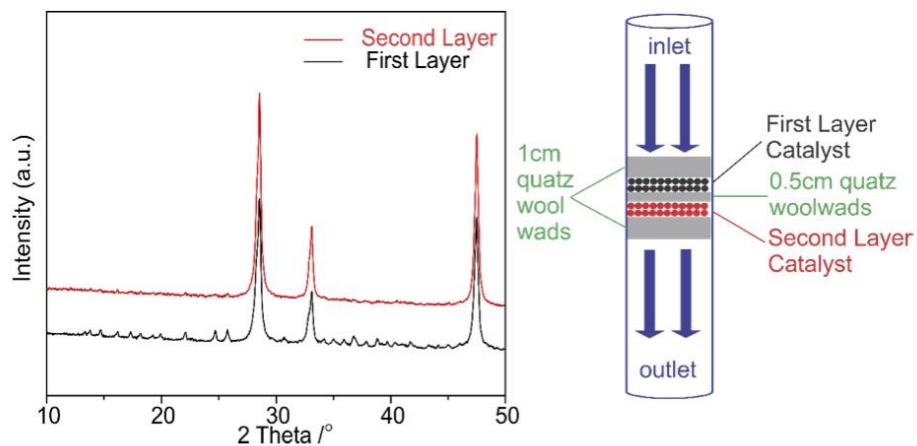 Second Layer
First Layer
Intensity (a.u.)
10
20
30
40
50
2 Theta /°
inlet
1cm
quatz
wool
wads
First Layer
Catalyst
0.5cm quatz
woolwads
Second Layer
Catalyst
outlet